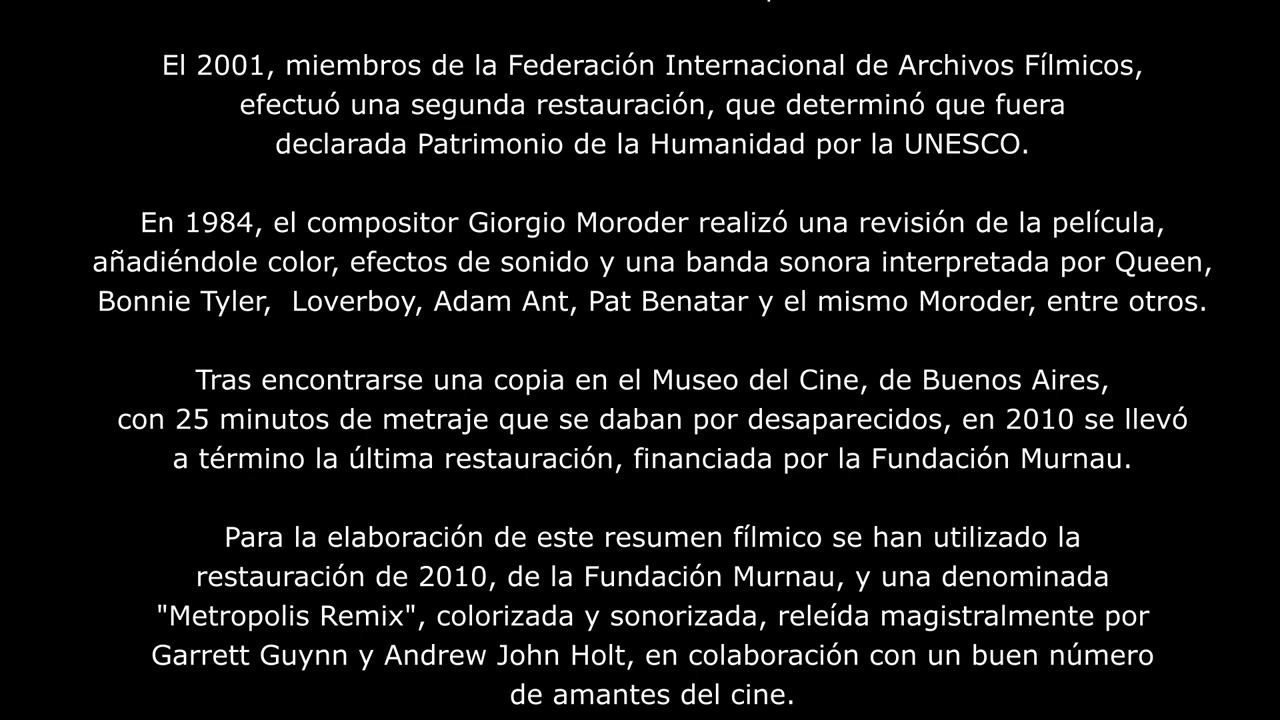 El 2001, miembros de la Federación Internacional de Archivos Fílmicos,
efectuó una segunda restauración, que determinó que fuera
declarada Patrimonio de la Humanidad por la UNESCO.
En 1984, el compositor Giorgio Moroder realizó una revisión de la película,
añadiéndole color, efectos de sonido y una banda sonora interpretada por Queen,
Bonnie Tyler,  Loverboy, Adam Ant, Pat Benatar y el mismo Moroder, entre otros.
Tras encontrarse una copia en el Museo del Cine, de Buenos Aires,
con 25 minutos de metraje que se daban por desaparecidos, en 2010 se llevó
a término la última restauración, financiada por la Fundación Murnau.
Para la elaboración de este resumen fílmico se han utilizado la
restauración de 2010, de la Fundación Murnau, y una denominada
"Metropolis Remix", colorizada y sonorizada, releída magistralmente por
Garrett Guynn y Andrew John Holt, en colaboración con un buen número
de amantes del cine.